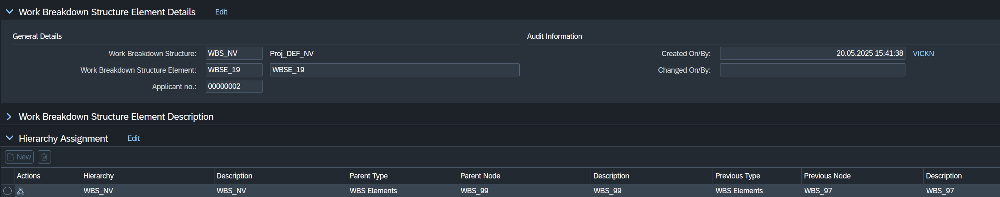 Work Breakdown Structure Element Details Edit
General Details Audit Information
Work Breakdown Structure: WBS_NV Proj_DEF_NV Created On/By: 20.05.2025 15:41:38 VICKN
Work Breakdown Structure Element: WBSE_19 WBSE_19 Changed On/By:
Applicant no.: 00000002
Work Breakdown Structure Element Description
Hierarchy Assignment Edit
New
Actions Hierarchy Description Parent Type Parent Node Description Previous Type Previous Node Description
WBS_NV WBS_NV WBS Elements WBS_99 WBS_99 WBS Elements WBS_97 WBS_97